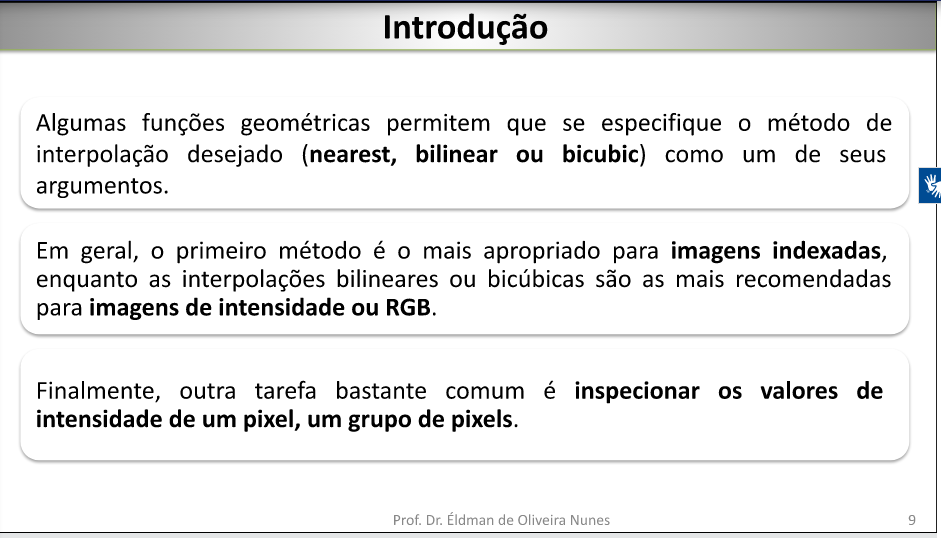 Introdução
Algumas funções geométricas permitem que se especifique o método de
interpolação desejado (nearest, bilinear ou bicubic) como um de seus
argumentos.
Em geral, o primeiro método é o mais apropriado para imagens indexadas,
enquanto as interpolações bilineares ou bicúbicas são as mais recomendadas
para imagens de intensidade ou RGB.
Finalmente, outra tarefa bastante comum é inspecionar os valores de
intensidade de um pixel, um grupo de pixels.
Prof. Dr. Éldman de Oliveira Nunes
9